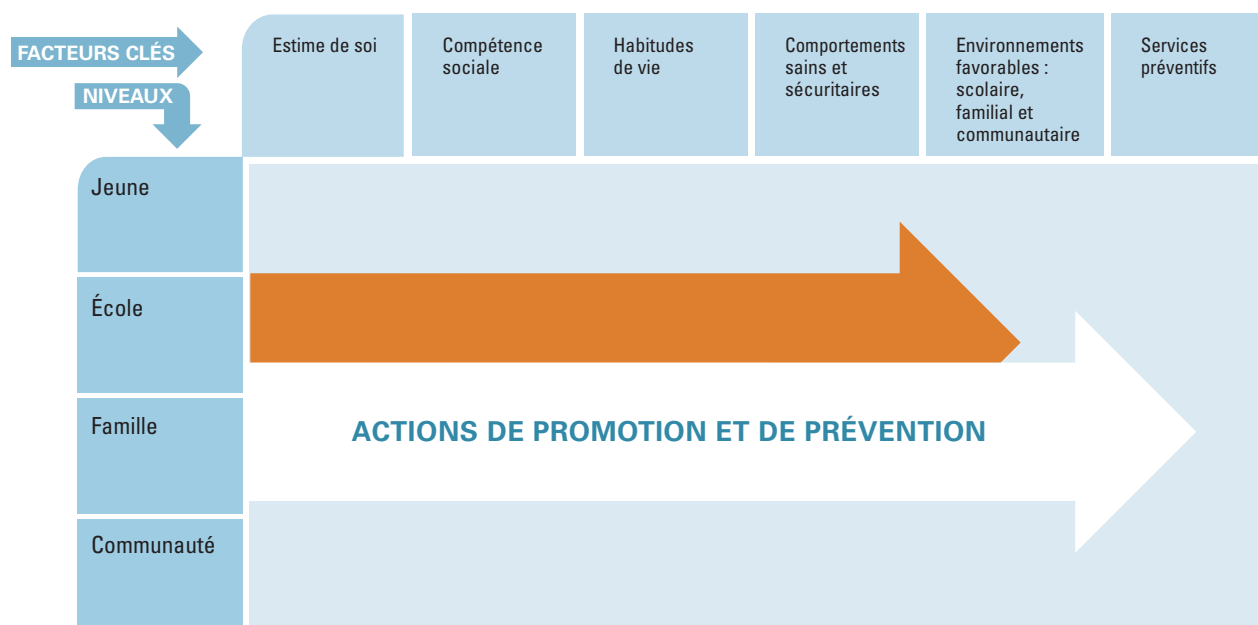 FACTEURS CLÉS
NIVEAUX
Estime de soi
Compétence
sociale
Habitudes
de vie
Comportements
sains et
sécuritaires
Environnements
favorables :
scolaire,
familial et
communautaire
Services
préventifs
Jeune
École
Famille
ACTIONS DE PROMOTION ET DE PRÉVENTION
Communauté